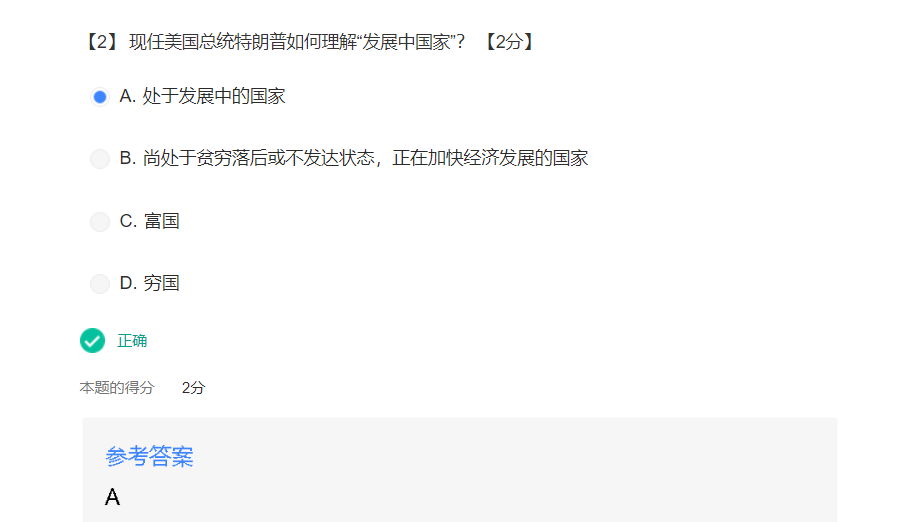 【2】 现任美国总统特朗普如何理解“发展中国家”？ 【2分】
A. 处于发展中的国家
B. 尚处于贫穷落后或不发达状态，正在加快经济发展的国家
C. 富国
D. 穷国
正确
本题的得分 2分
参考答案
A